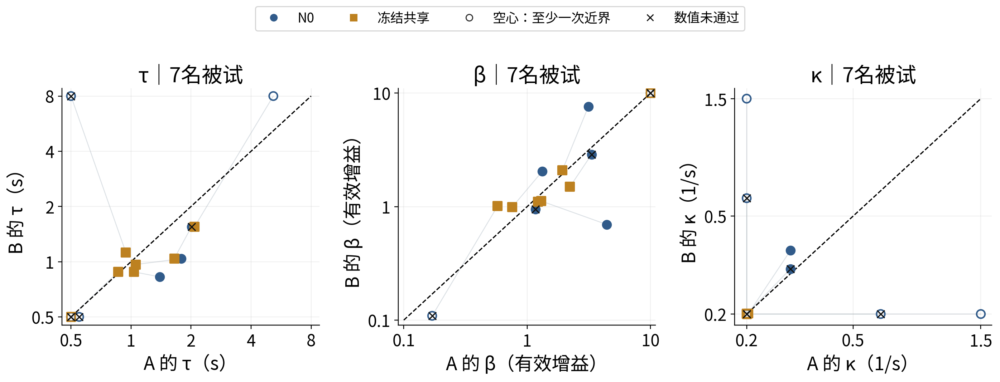 N0 冻结共享 空心：至少一次近界 数值未通过
τ｜7名被试
8
4
2
1
0.5
B 的 τ（s）
0.5 1 2 4 8
A 的 τ（s）
β｜7名被试
10
1
0.1
B 的 β（有效增益）
0.1 1 10
A 的 β（有效增益）
κ｜7名被试
1.5
0.5
0.2
B 的 κ（1/s）
0.2 0.5 1.5
A 的 κ（1/s）